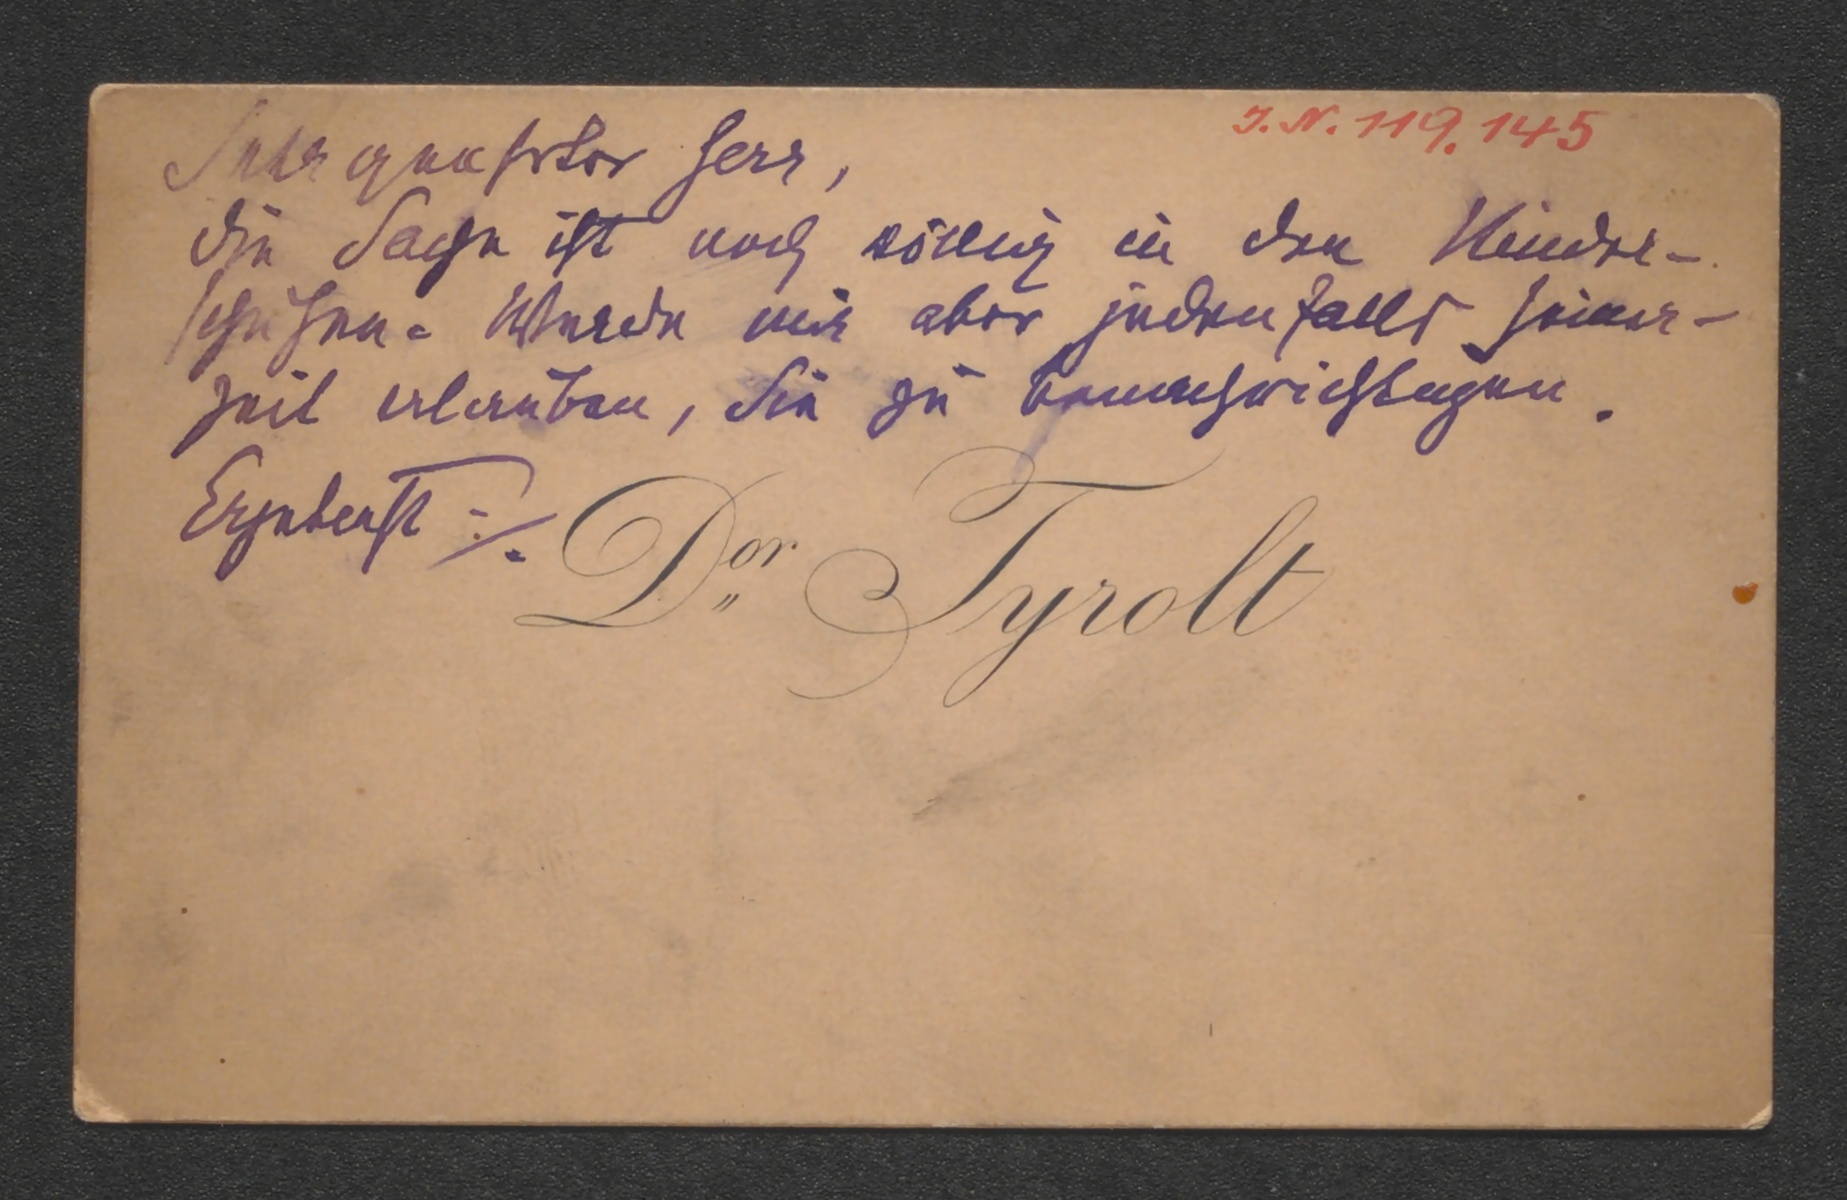 J. N. 119.145
Sehr geehrter Herr,
die Sache ist noch völlig in den Kinder-
schuhen. Werde mir aber jedenfalls seiner-
zeit erlauben, Sie zu benachrichtigen.
Ergebenst
Dor Tyrolt